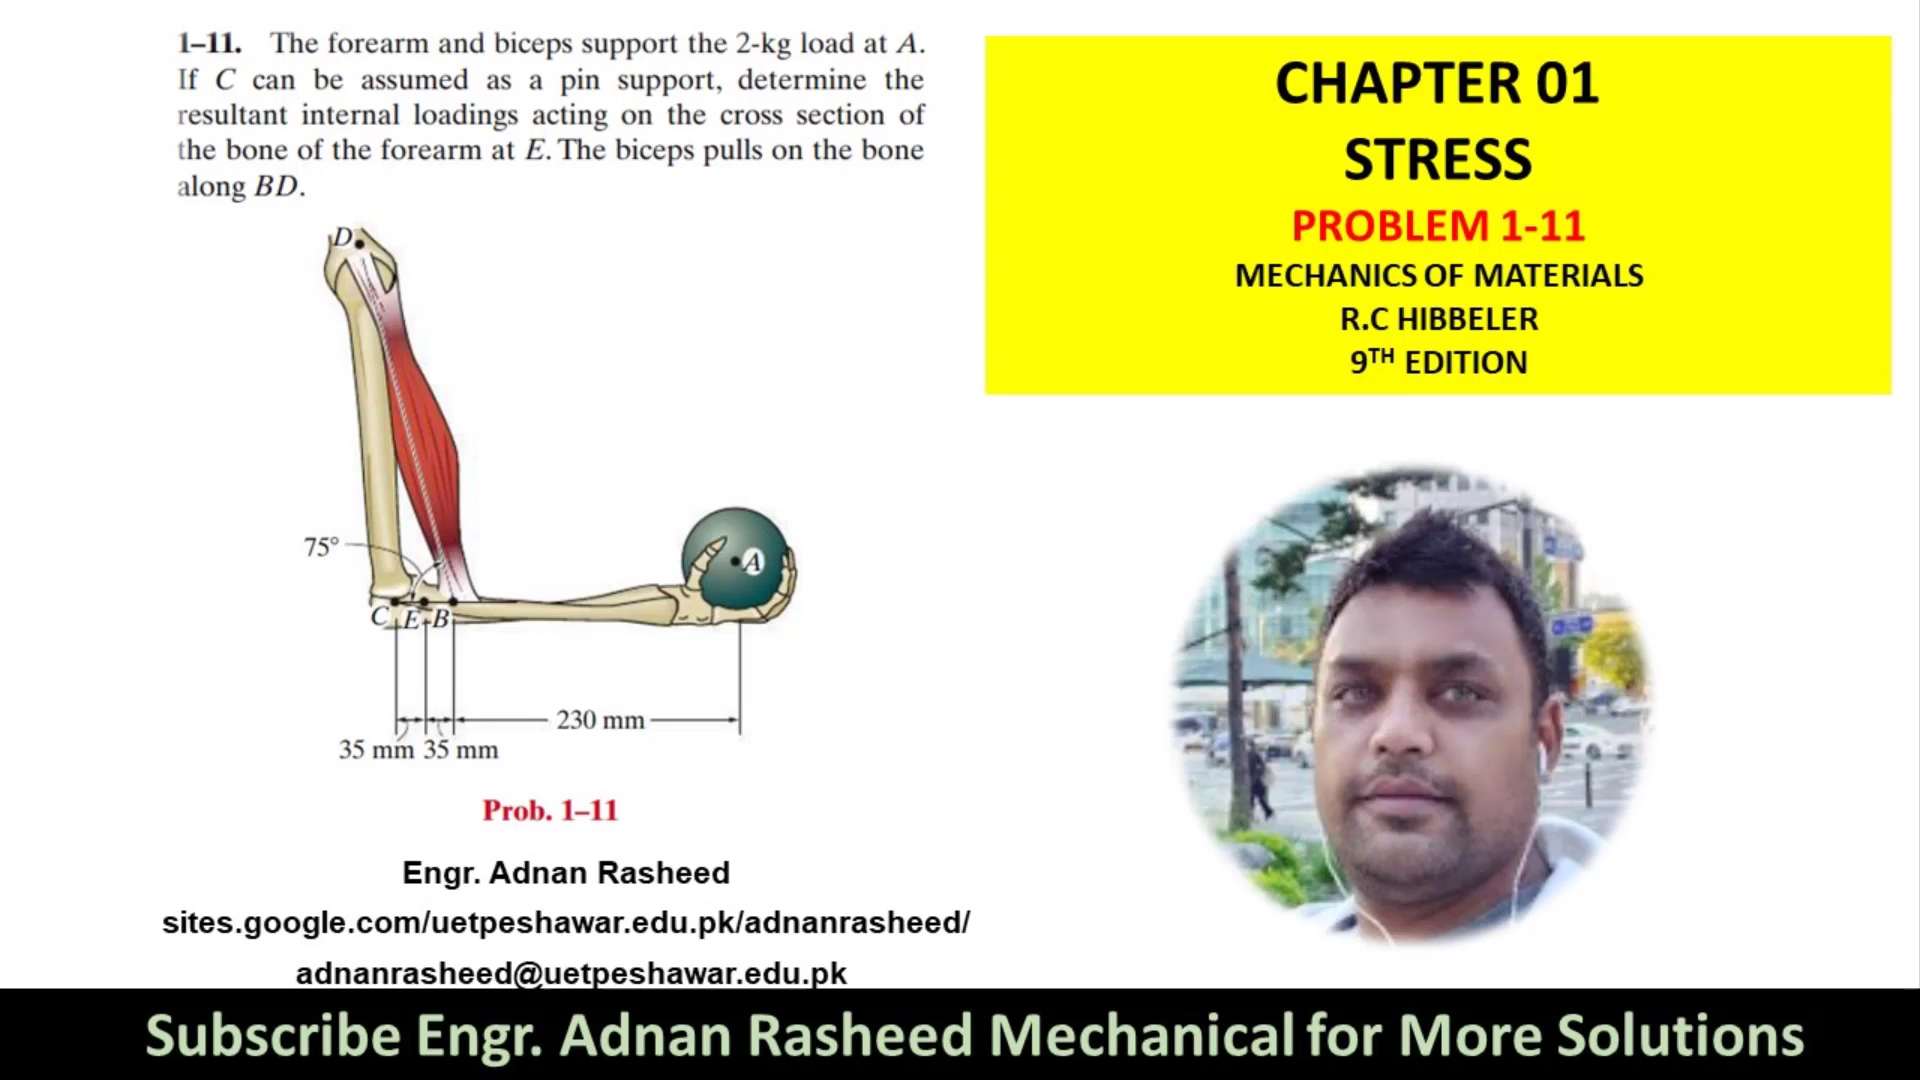 1–11. The forearm and biceps support the 2-kg load at A.
If C can be assumed as a pin support, determine the
resultant internal loadings acting on the cross section of
the bone of the forearm at E. The biceps pulls on the bone
along BD.
D
75°
A
C E B
230 mm
35 mm 35 mm
Prob. 1–11
Engr. Adnan Rasheed
sites.google.com/uetpeshawar.edu.pk/adnanrasheed/
adnanrasheed@uetpeshawar.edu.pk
CHAPTER 01
STRESS
PROBLEM 1-11
MECHANICS OF MATERIALS
R.C HIBBELER
9TH EDITION
Subscribe Engr. Adnan Rasheed Mechanical for More Solutions